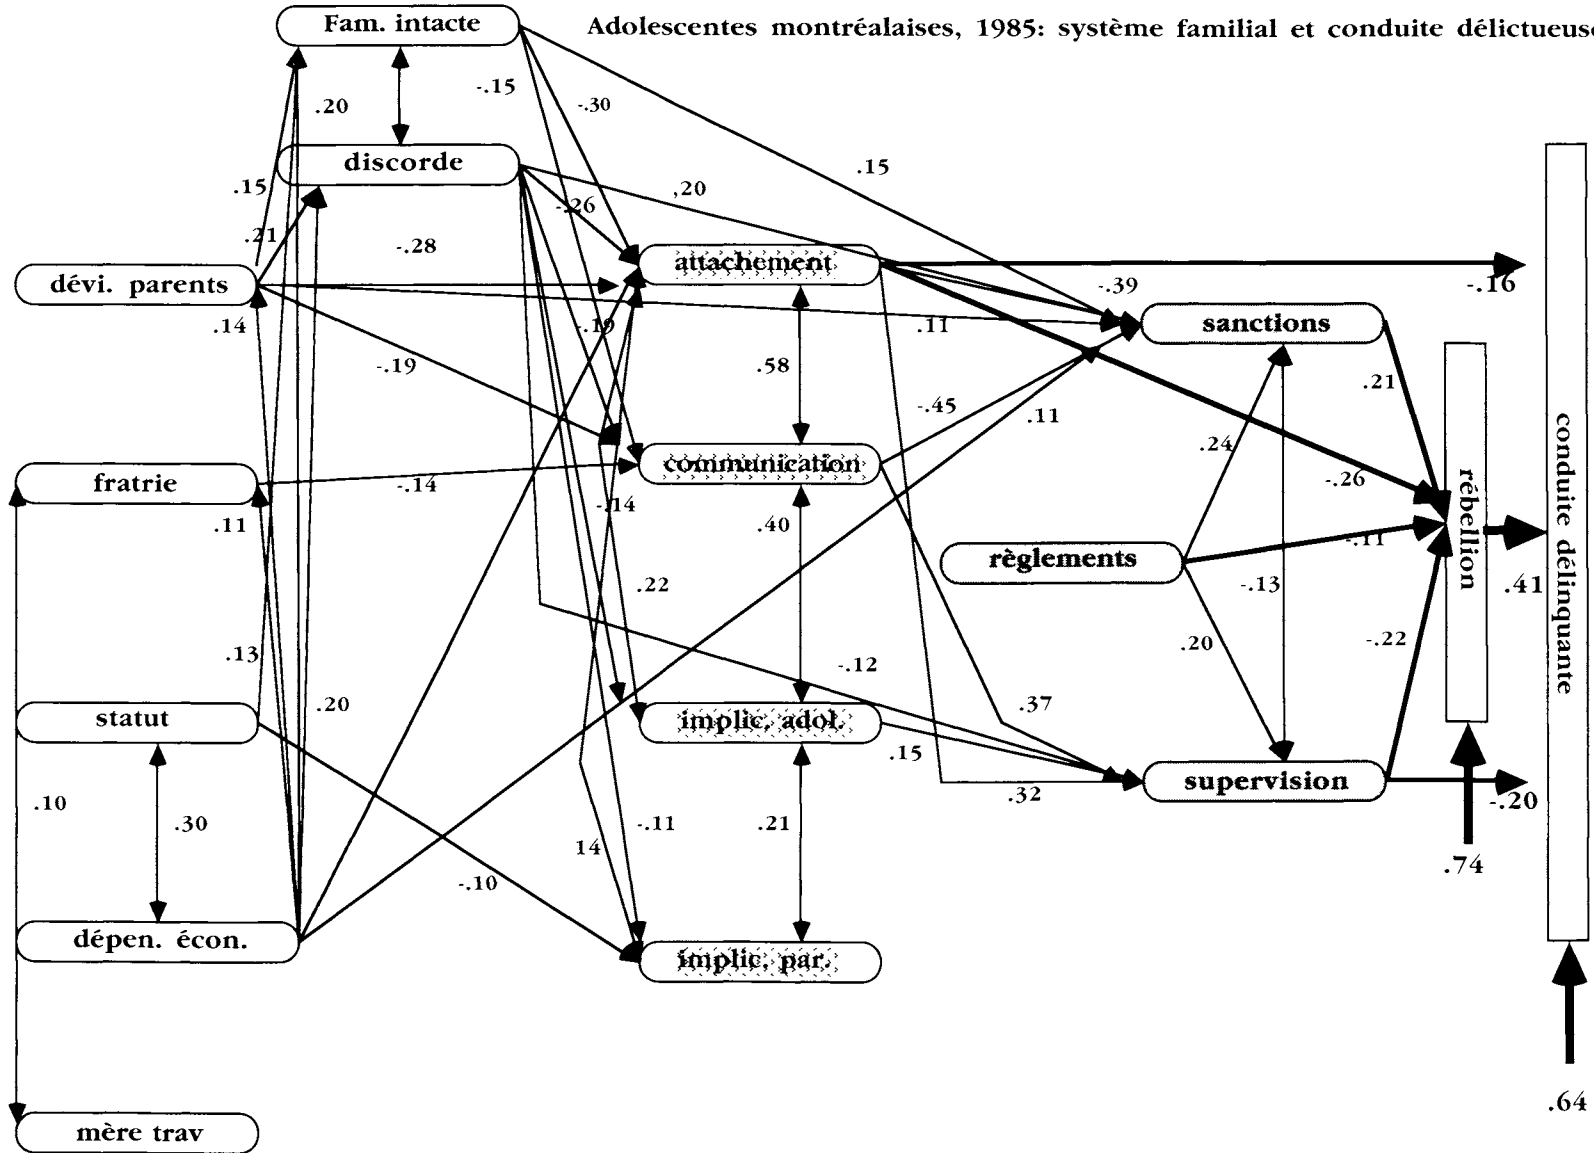 Fam. intacte
Adolescentes montréalaises, 1985: système familial et conduite délictueuse
-.15
-.30
.20
discorde
.15
.15
,20
-.26
.21
-.28
attachement
dévi. parents
-.39
-.16
.14
-.19
.11
sanctions
-.19
.58
.21
-.45
.11
.24
communication
fratrie
-.14
-.26
.11
-.14
.40
rébellion
conduite délinquante
-.11
règlements
.22
-.13
.41
.20
-.22
.13
-.12
.20
.37
statut
implic. adol.
.15
supervision
.10
.30
.32
-.20
-.11
.21
14
.74
-.10
dépen. écon.
implic. par.
.64
mère trav